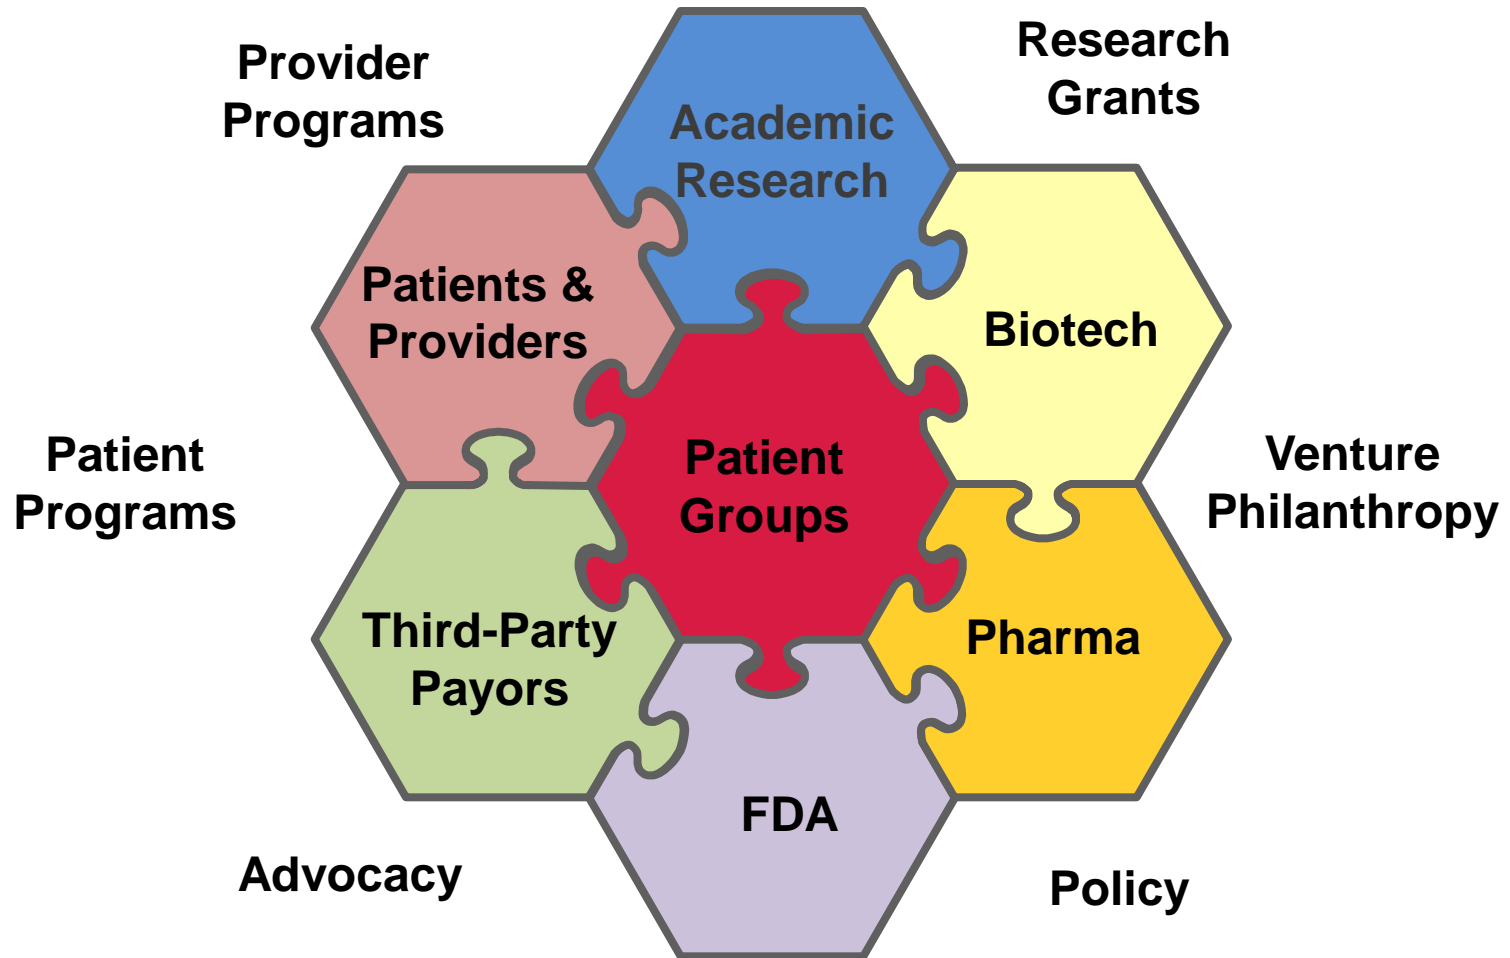 Provider
Programs
Research
Grants
Academic
Research
Patients &
Providers
Biotech
Patient
Programs
Patient
Groups
Venture
Philanthropy
Third-Party
Payors
Pharma
FDA
Advocacy
Policy